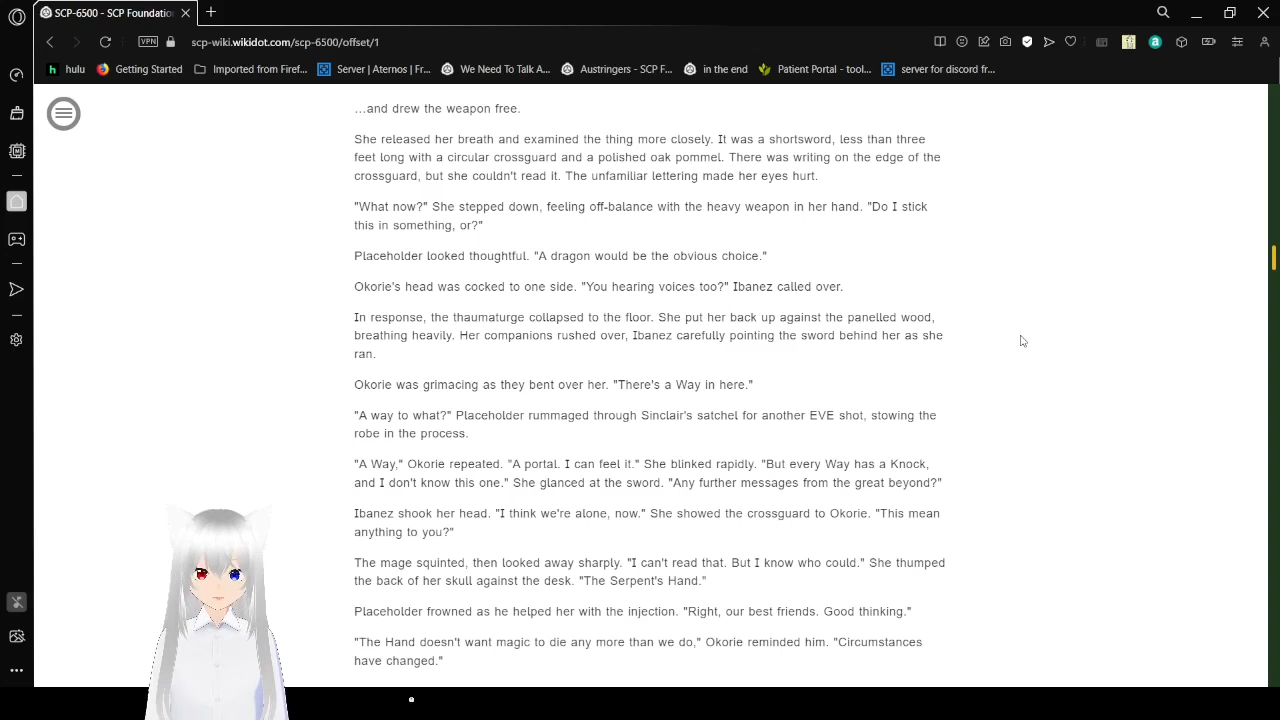 SCP-6500 - SCP Foundation
VPN
scp-wiki.wikidot.com/scp-6500/offset/1
hulu
Getting Started
Imported from Firef...
Server | Aternos | Fr...
We Need To Talk A...
Austringers - SCP F...
in the end
Patient Portal - tool...
server for discord fr...
…and drew the weapon free.
She released her breath and examined the thing more closely. It was a shortsword, less than three
feet long with a circular crossguard and a polished oak pommel. There was writing on the edge of the
crossguard, but she couldn't read it. The unfamiliar lettering made her eyes hurt.
"What now?" She stepped down, feeling off-balance with the heavy weapon in her hand. "Do I stick
this in something, or?"
Placeholder looked thoughtful. "A dragon would be the obvious choice."
Okorie's head was cocked to one side. "You hearing voices too?" Ibanez called over.
In response, the thaumaturge collapsed to the floor. She put her back up against the panelled wood,
breathing heavily. Her companions rushed over, Ibanez carefully pointing the sword behind her as she
ran.
Okorie was grimacing as they bent over her. "There's a Way in here."
"A way to what?" Placeholder rummaged through Sinclair's satchel for another EVE shot, stowing the
robe in the process.
"A Way," Okorie repeated. "A portal. I can feel it." She blinked rapidly. "But every Way has a Knock,
and I don't know this one." She glanced at the sword. "Any further messages from the great beyond?"
Ibanez shook her head. "I think we're alone, now." She showed the crossguard to Okorie. "This mean
anything to you?"
The mage squinted, then looked away sharply. "I can't read that. But I know who could." She thumped
the back of her skull against the desk. "The Serpent's Hand."
Placeholder frowned as he helped her with the injection. "Right, our best friends. Good thinking."
"The Hand doesn't want magic to die any more than we do," Okorie reminded him. "Circumstances
have changed."